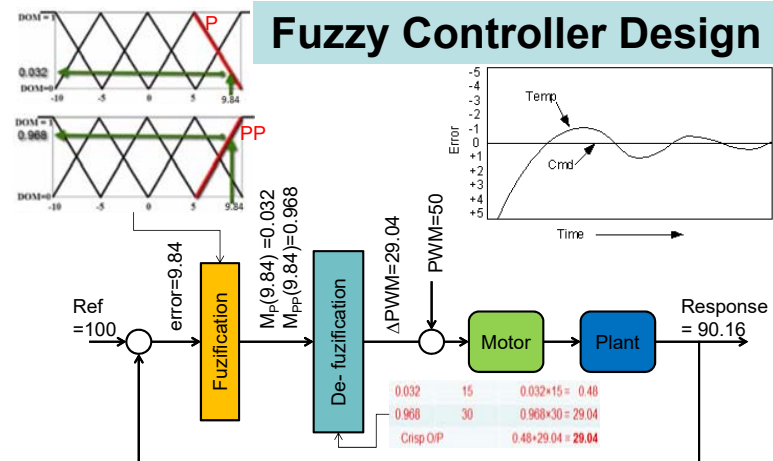 Fuzzy Controller Design
DOM=1
P
0.032
DOM=0
-10 -5 0 5 9.84
DOM=1
PP
0.968
DOM=0
-10 -5 0 5 9.84
-5
-4
-3
-2
-1
0
+1
+2
+3
+4
+5
Error
Temp
Cmd
Time
Ref
=100
error=9.84
Fuzification
MP(9.84) =0.032
MPP(9.84)=0.968
De- fuzification
ΔPWM=29.04
PWM=50
Motor
Plant
Response
= 90.16
0.032 15 0.032×15 = 0.48
0.968 30 0.968×30 = 29.04
Crisp O/P 0.48+29.04 = 29.04